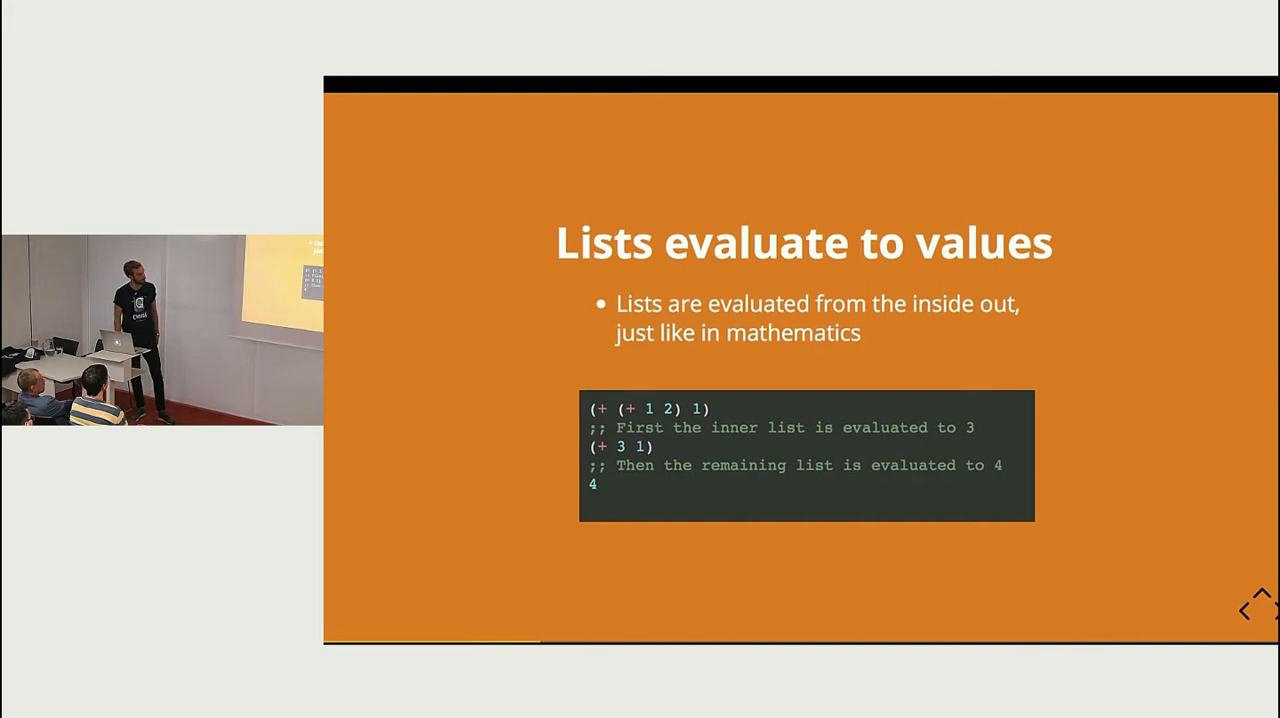 Lists evaluate to values
• Lists are evaluated from the inside out,
just like in mathematics
(+ (+ 1 2) 1)
;; First the inner list is evaluated to 3
(+ 3 1)
;; Then the remaining list is evaluated to 4
4